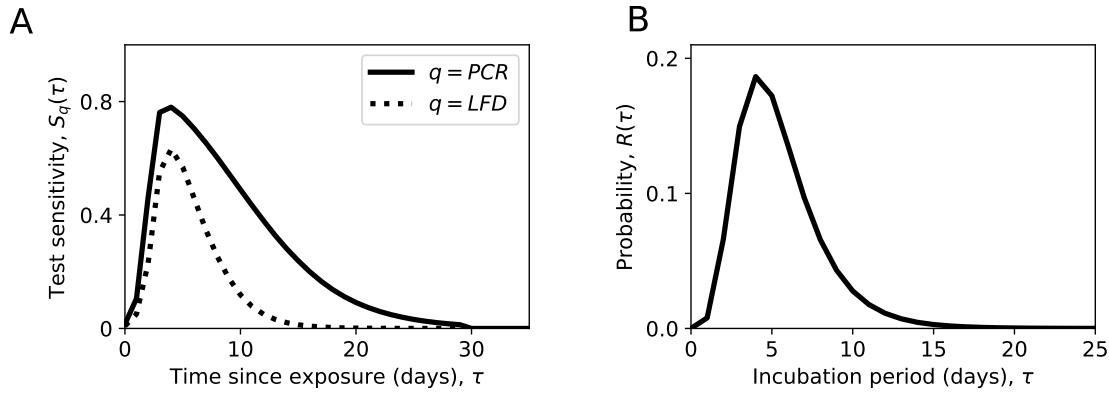 A
Test sensitivity, S_q(τ)
0.8
0.4
0
q = PCR
q = LFD
0 10 20 30
Time since exposure (days), τ
B
Probability, R(τ)
0.2
0.1
0.0
0 5 10 15 20 25
Incubation period (days), τ